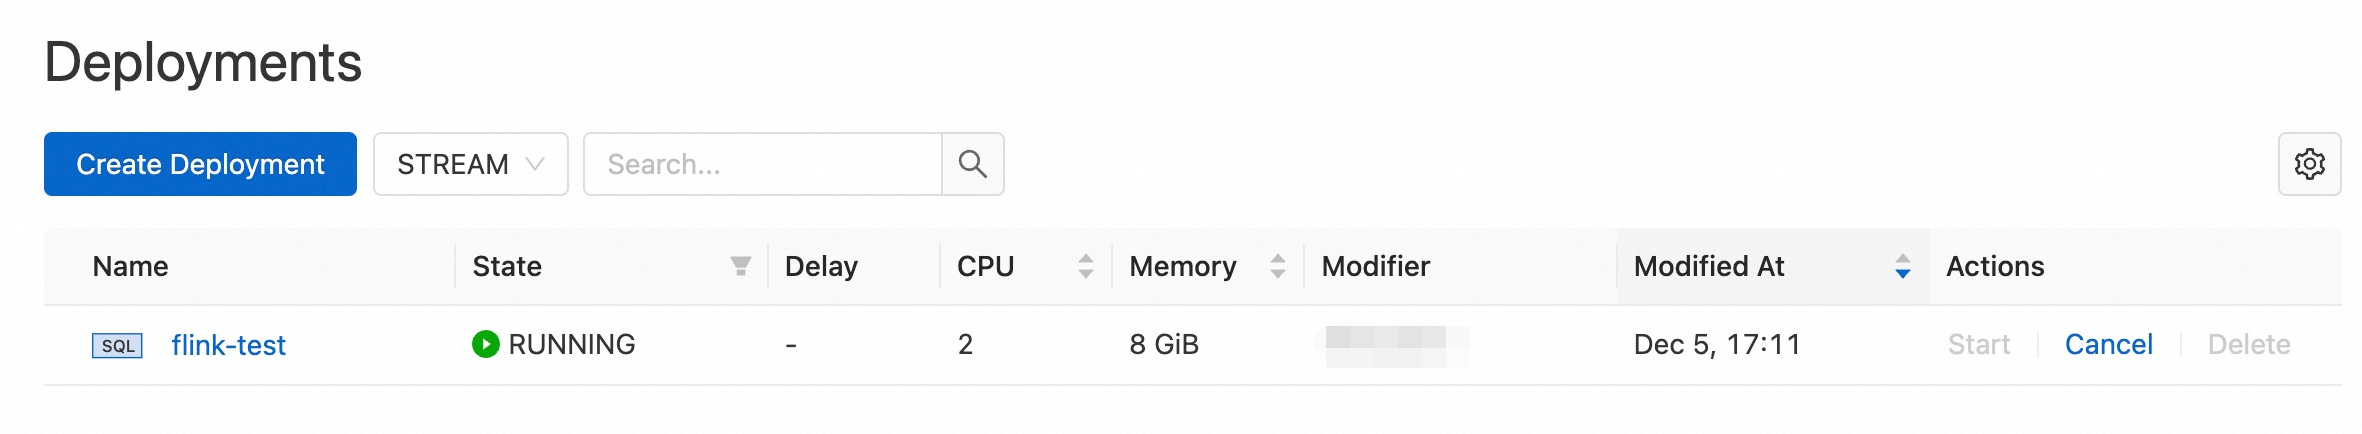 Deployments
Create Deployment STREAM Search...
Name State Delay CPU Memory Modifier Modified At Actions
SQL flink-test RUNNING - 2 8 GiB Dec 5, 17:11 Start Cancel Delete